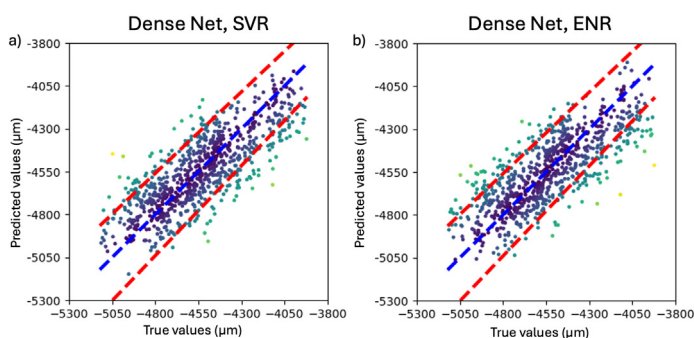 Dense Net, SVR
Dense Net, ENR
a)
b)
-3800
-4050
-4300
-4550
-4800
-5050
-5300
Predicted values (μm)
−5300 −5050 −4800 −4550 −4300 −4050 −3800
True values (μm)
-3800
-4050
-4300
-4550
-4800
-5050
-5300
Predicted values (μm)
−5300 −5050 −4800 −4550 −4300 −4050 −3800
True values (μm)